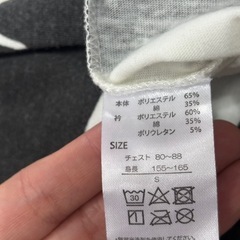 本体 ポリエステル 65%
綿 35%
衿 ポリエステル 60%
綿 35%
ポリウレタン 5%
SIZE
チェスト 80〜88
身長 155〜165
S
30